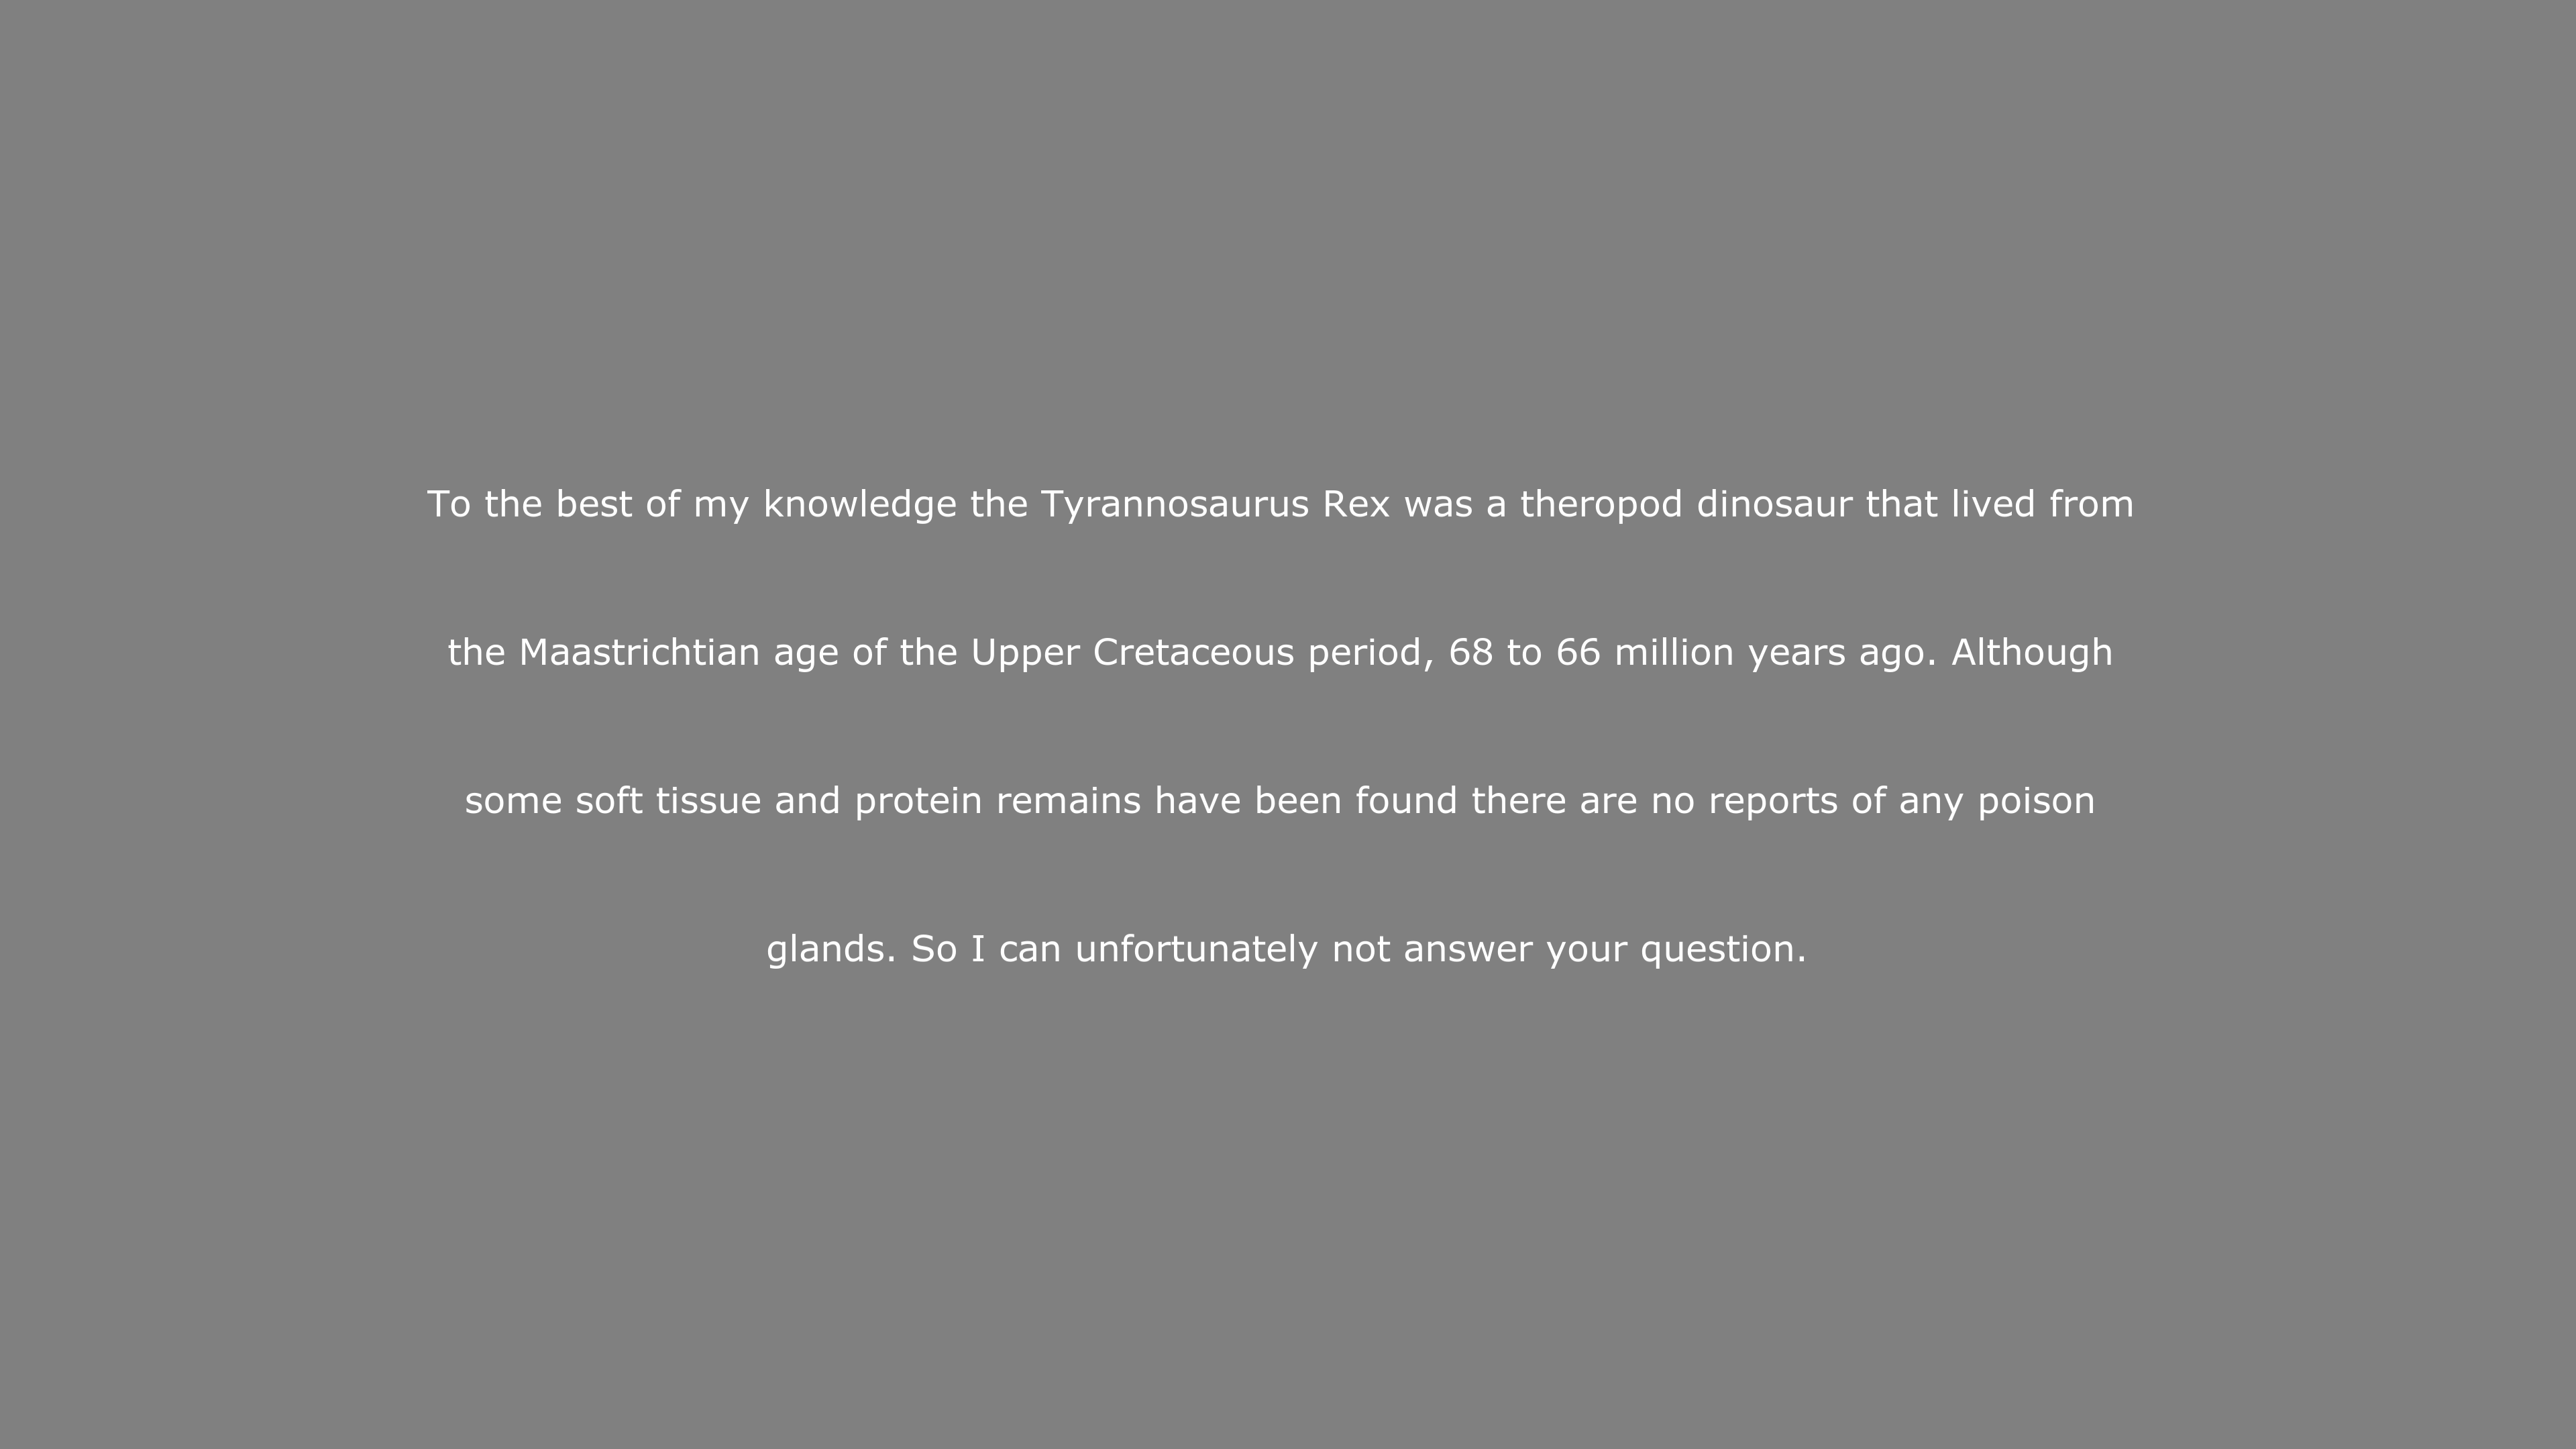 To the best of my knowledge the Tyrannosaurus Rex was a theropod dinosaur that lived from
the Maastrichtian age of the Upper Cretaceous period, 68 to 66 million years ago. Although
some soft tissue and protein remains have been found there are no reports of any poison
glands. So I can unfortunately not answer your question.